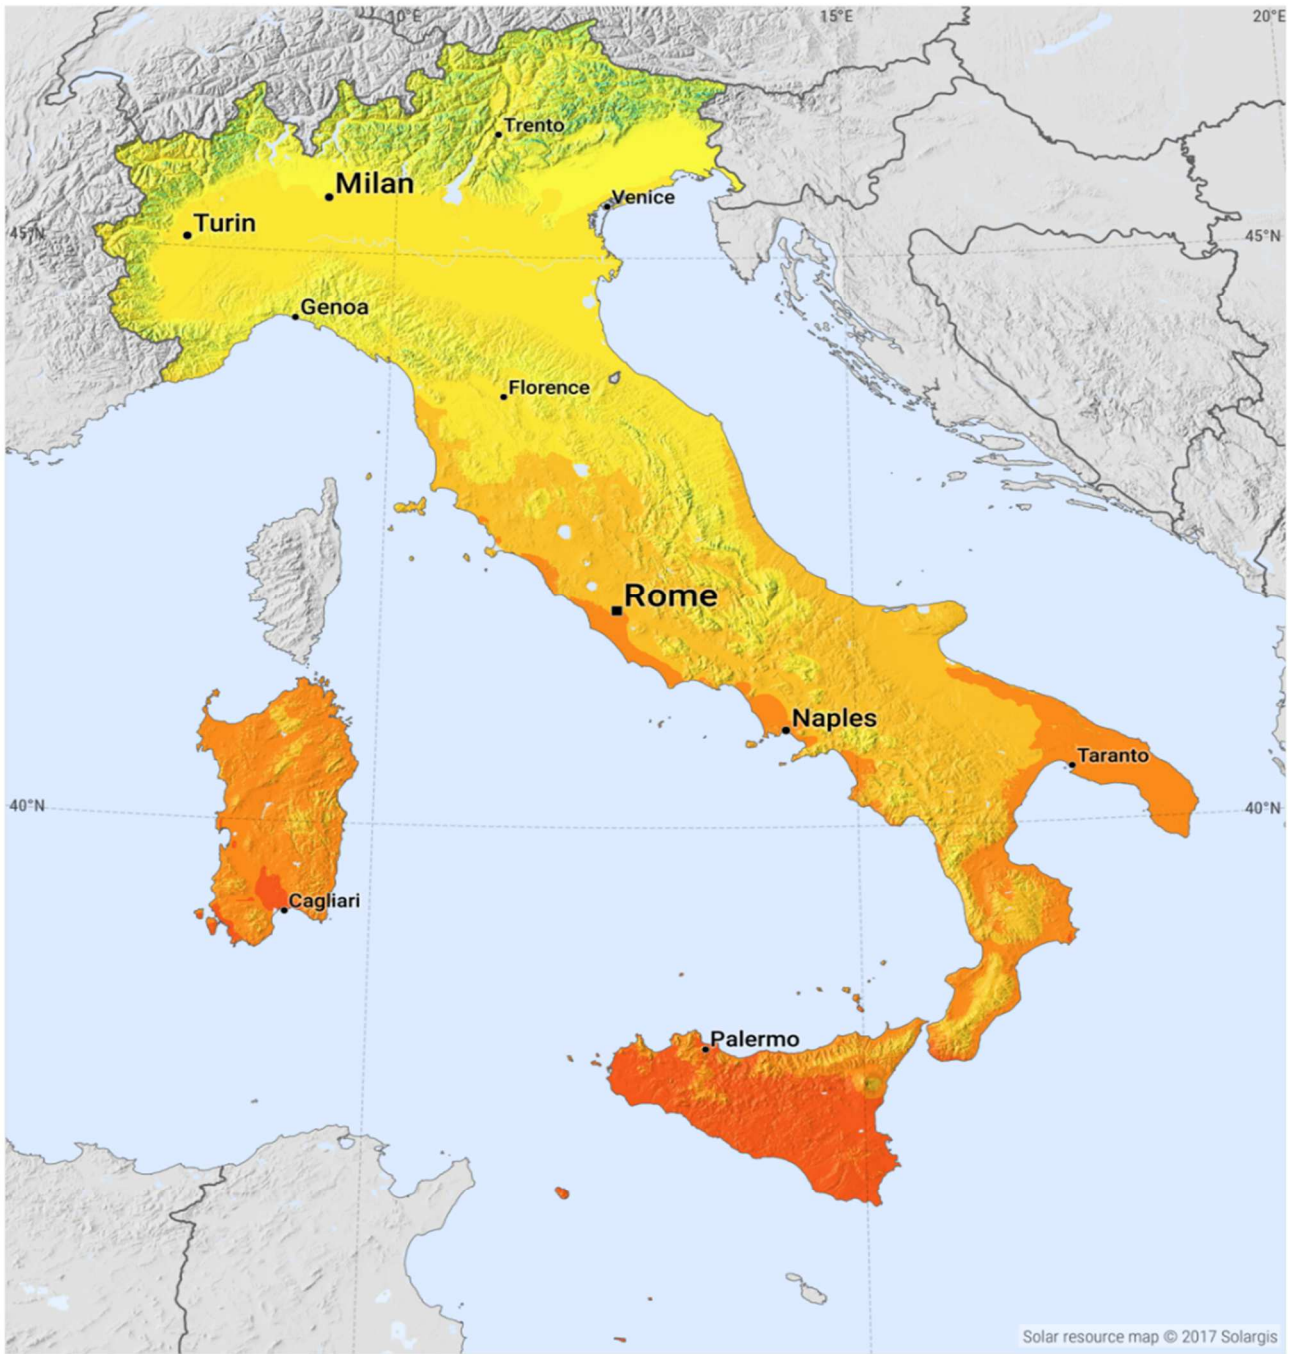 10°E
15°E
20°E
Trento
Milan
Venice
Turin
45°N
45°N
Genoa
Florence
Rome
Naples
Taranto
40°N
40°N
Cagliari
Palermo
Solar resource map © 2017 Solargis